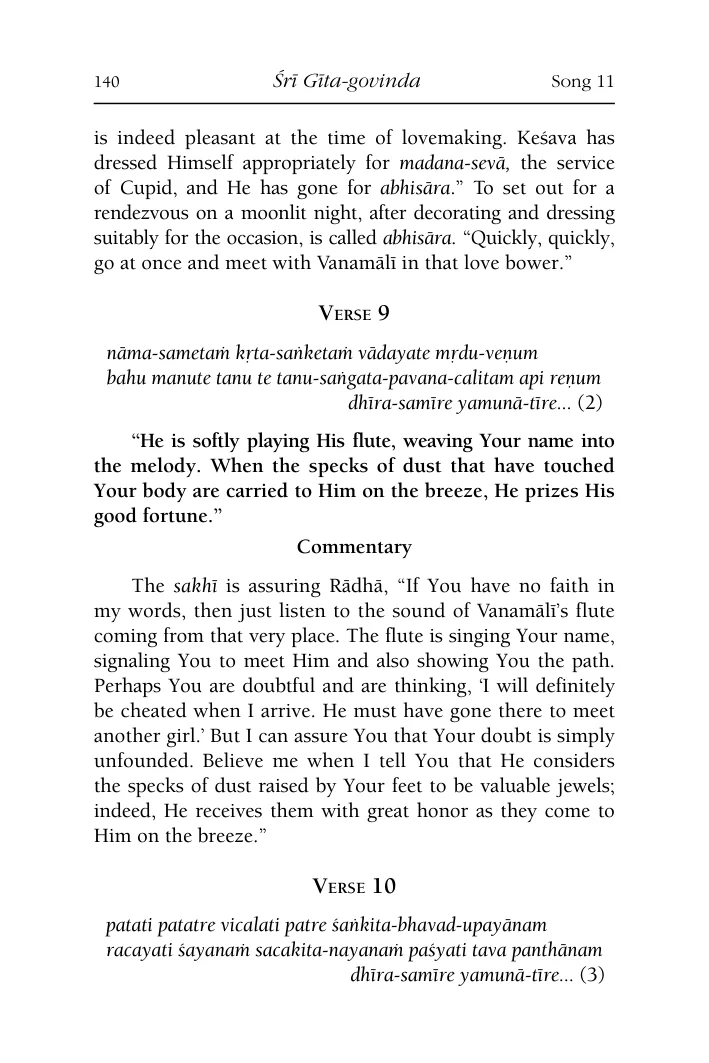 140 Śrī Gīta-govinda Song 11
is indeed pleasant at the time of lovemaking. Keśava has
dressed Himself appropriately for madana-sevā, the service
of Cupid, and He has gone for abhisāra.” To set out for a
rendezvous on a moonlit night, after decorating and dressing
suitably for the occasion, is called abhisāra. “Quickly, quickly,
go at once and meet with Vanamālī in that love bower.”
Verse 9
nāma-sametaṁ kṛta-saṅketaṁ vādayate mṛdu-veṇum
bahu manute tanu te tanu-saṅgata-pavana-calitam api reṇum
dhīra-samīre yamunā-tīre... (2)
“He is softly playing His flute, weaving Your name into
the melody. When the specks of dust that have touched
Your body are carried to Him on the breeze, He prizes His
good fortune.”
Commentary
The sakhī is assuring Rādhā, “If You have no faith in
my words, then just listen to the sound of Vanamālī’s flute
coming from that very place. The flute is singing Your name,
signaling You to meet Him and also showing You the path.
Perhaps You are doubtful and are thinking, ‘I will definitely
be cheated when I arrive. He must have gone there to meet
another girl.’ But I can assure You that Your doubt is simply
unfounded. Believe me when I tell You that He considers
the specks of dust raised by Your feet to be valuable jewels;
indeed, He receives them with great honor as they come to
Him on the breeze.”
Verse 10
patati patatre vicalati patre śaṅkita-bhavad-upayānam
racayati śayanaṁ sacakita-nayanaṁ paśyati tava panthānam
dhīra-samīre yamunā-tīre... (3)